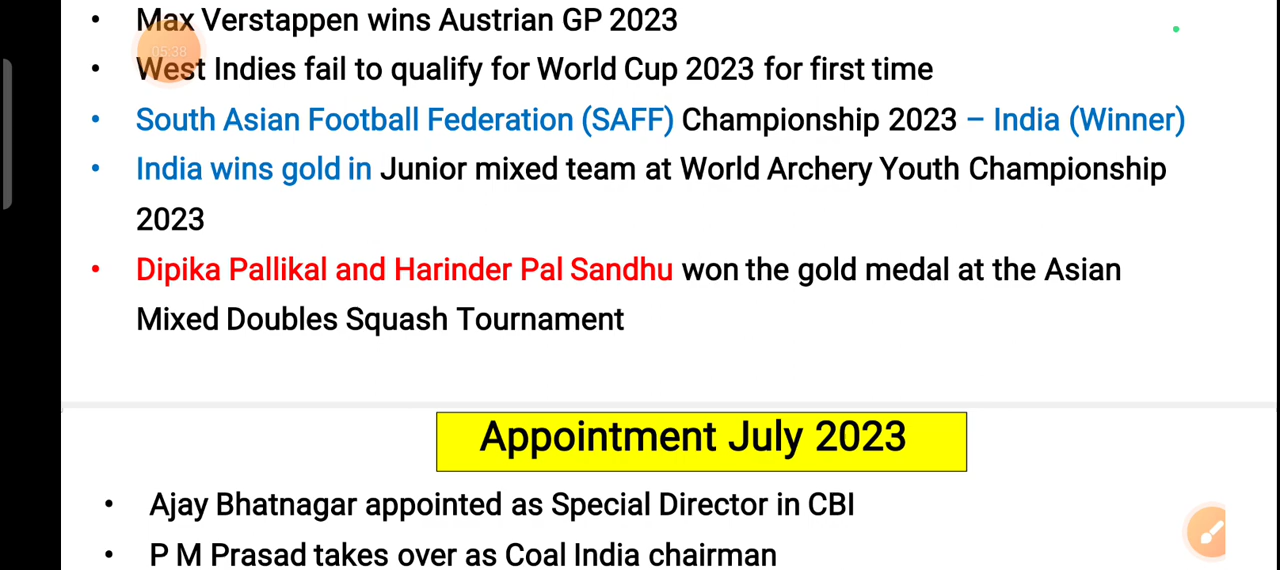 • Max Verstappen wins Austrian GP 2023
05:38
• West Indies fail to qualify for World Cup 2023 for first time
• South Asian Football Federation (SAFF) Championship 2023 – India (Winner)
• India wins gold in Junior mixed team at World Archery Youth Championship
2023
• Dipika Pallikal and Harinder Pal Sandhu won the gold medal at the Asian
Mixed Doubles Squash Tournament
Appointment July 2023
• Ajay Bhatnagar appointed as Special Director in CBI
• P M Prasad takes over as Coal India chairman